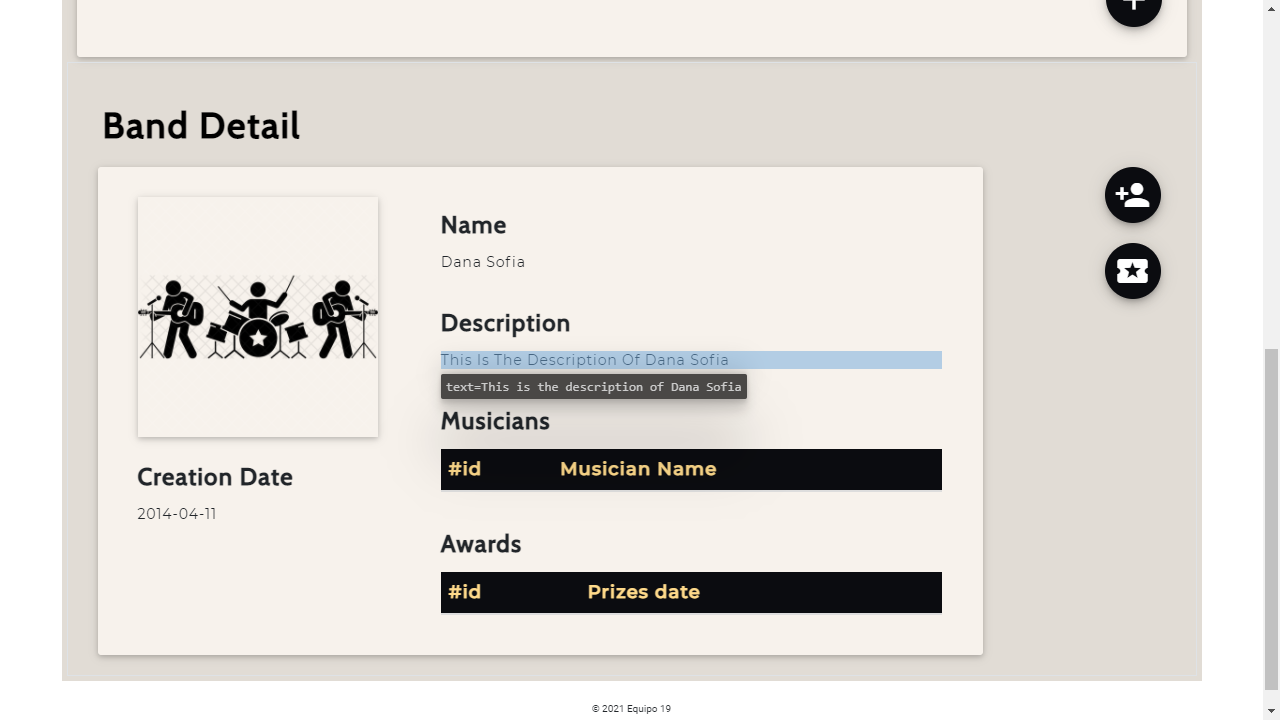 Band Detail
Name
Dana Sofia
Description
This Is The Description Of Dana Sofia
text=This is the description of Dana Sofia
Musicians
#id Musician Name
Creation Date
2014-04-11
Awards
#id Prizes date
© 2021 Equipo 19